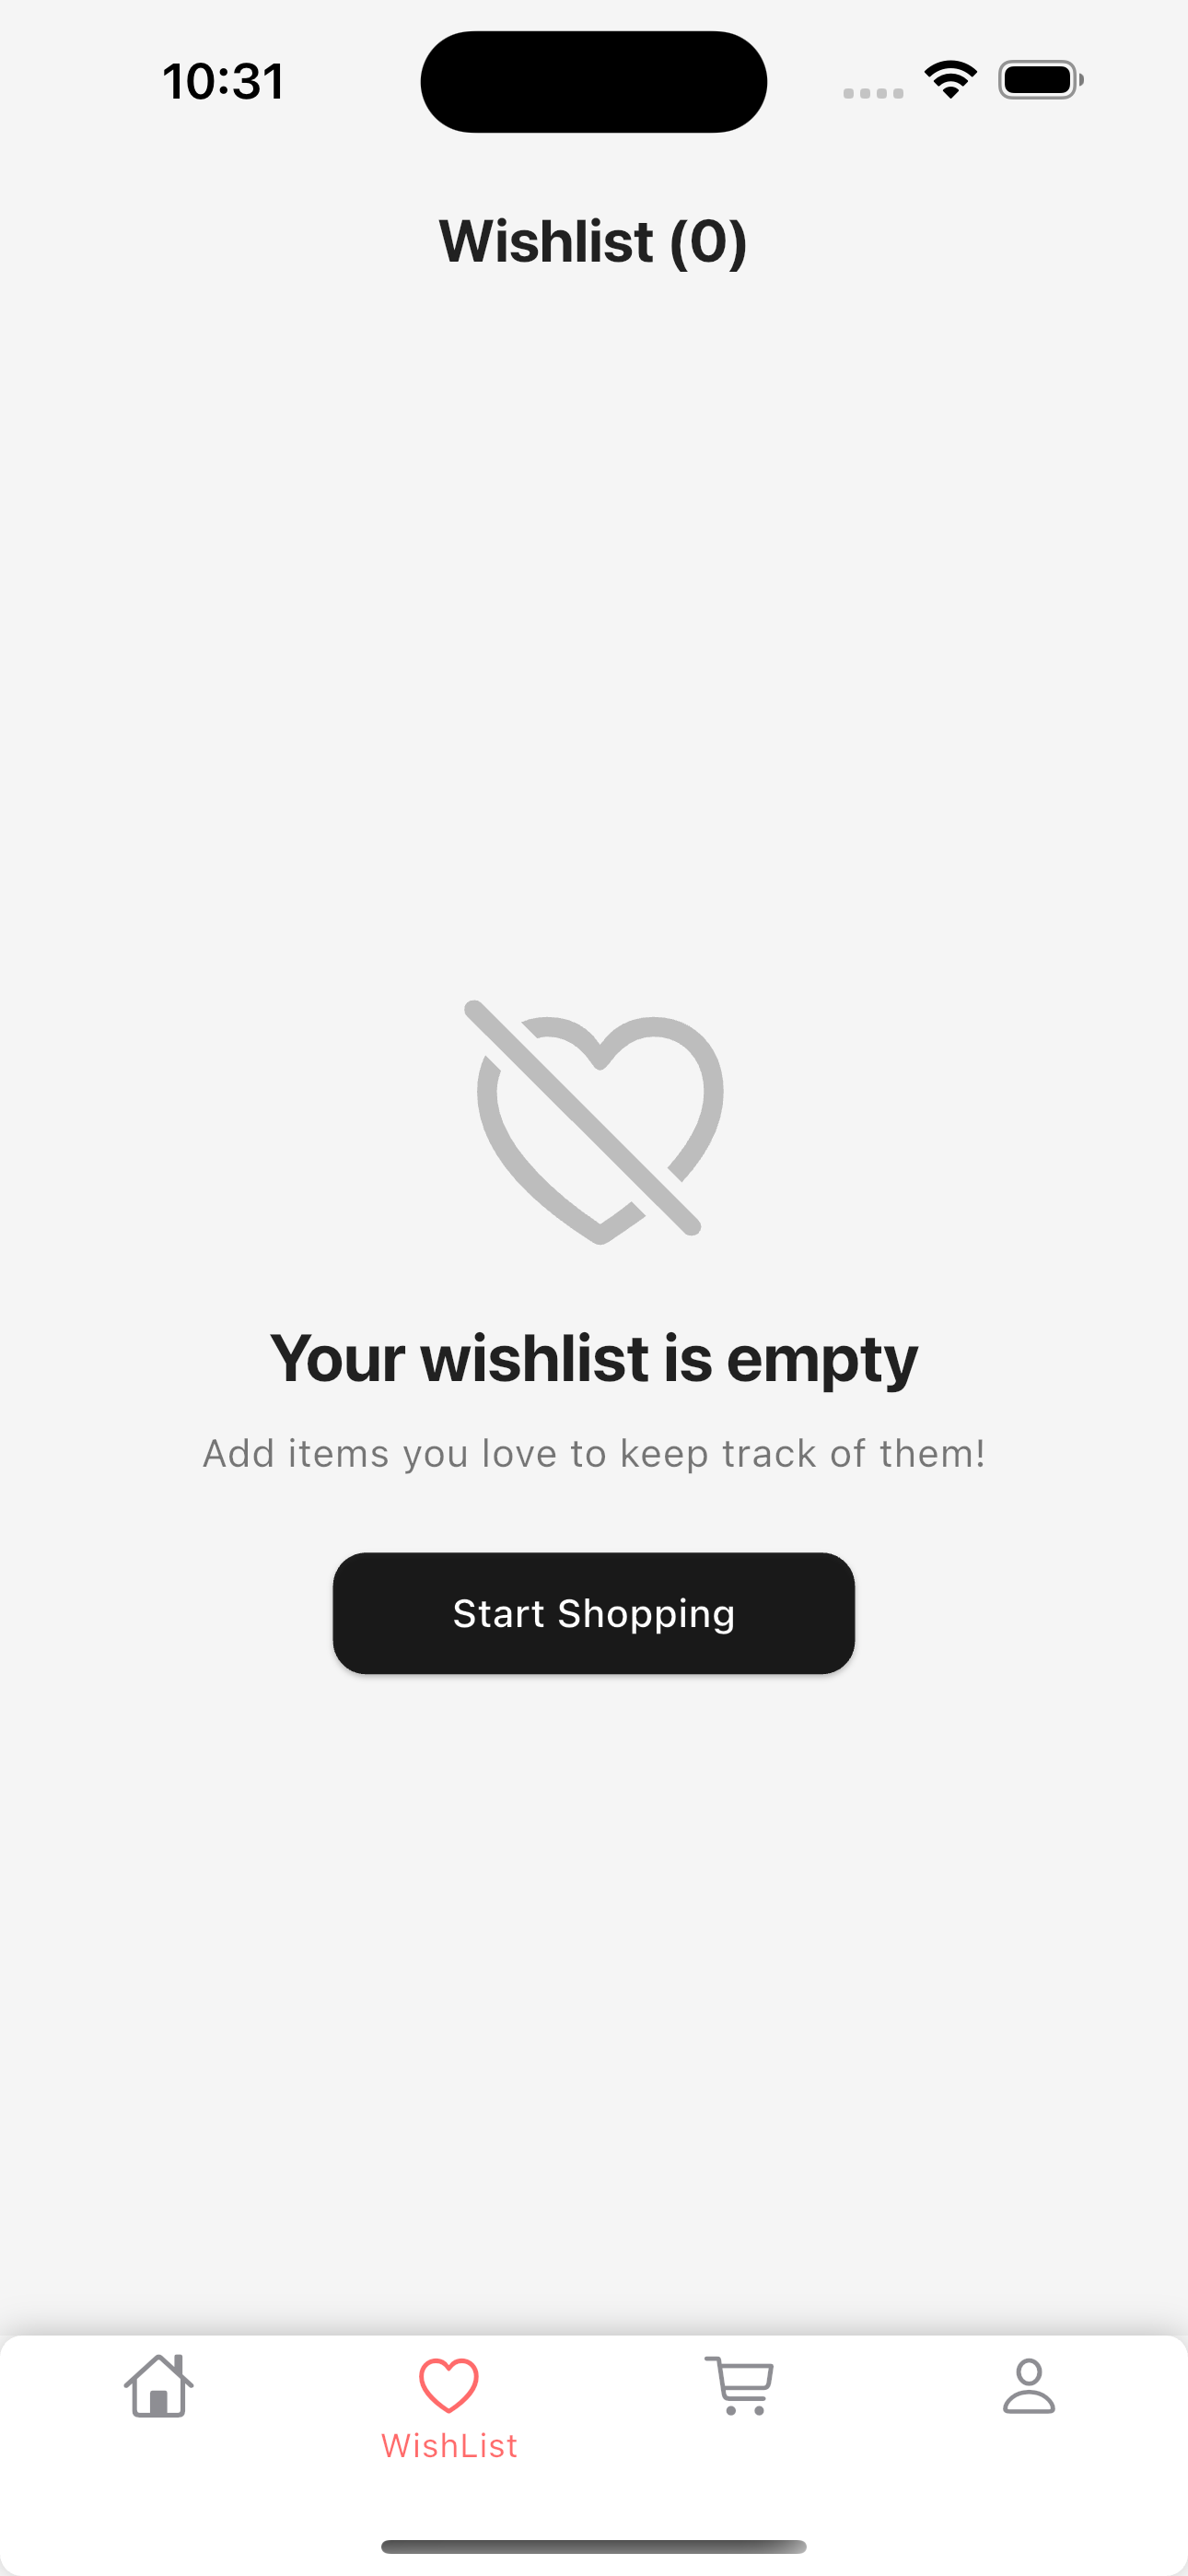 10:31
Wishlist (0)
Your wishlist is empty
Add items you love to keep track of them!
Start Shopping
WishList